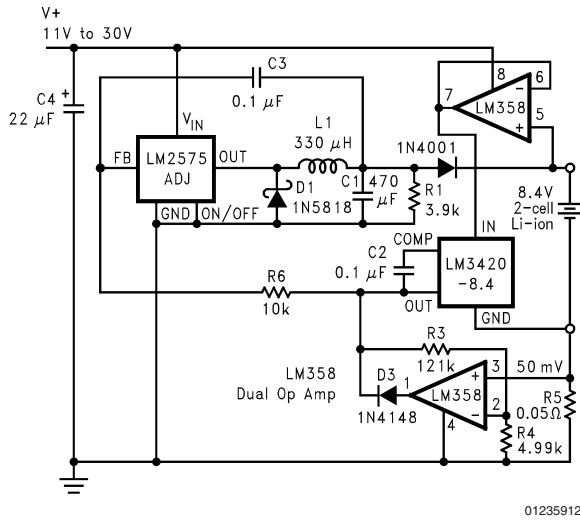 V+
11V to 30V
C3
0.1 μF
C4
+
22 μF
VIN
FB
LM2575
ADJ
OUT
GND
ON/OFF
L1
330 μH
D1
1N5818
C1
470
μF
1N4001
R1
3.9k
8
7
6
5
−
+
LM358
8.4V
2-cell
Li-ion
IN
COMP
C2
0.1 μF
LM3420
-8.4
OUT
GND
R6
10k
R3
121k
LM358
Dual Op Amp
D3
1N4148
1
+
−
LM358
3
2
4
50 mV
R5
0.05Ω
R4
4.99k
01235912